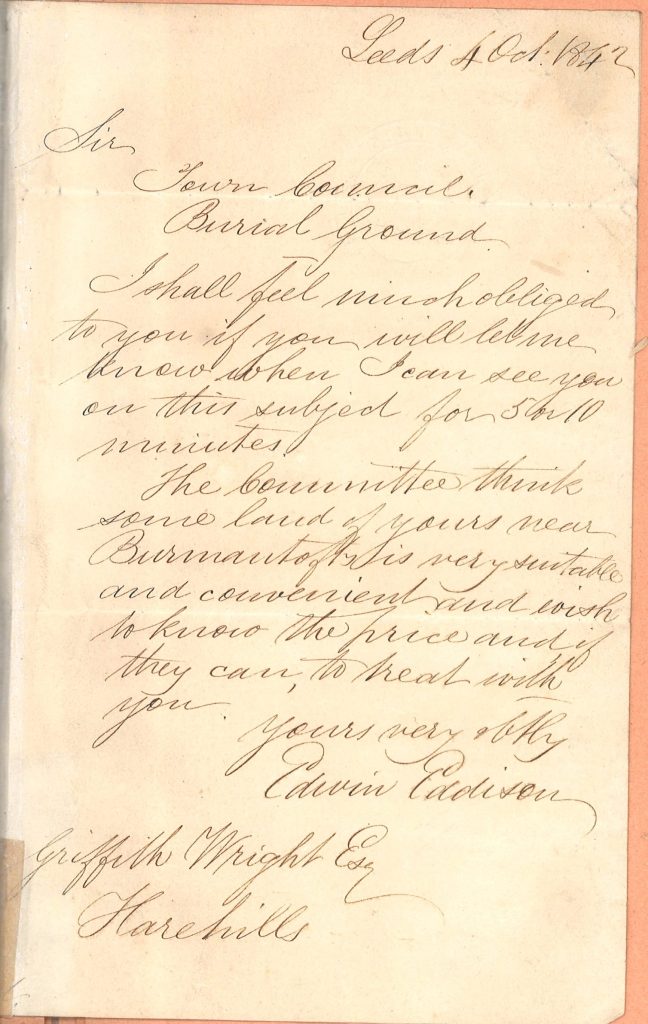 Leeds 4 Oct: 1842
Sir
Town Council.
Burial Ground
I shall feel much obliged
to you if you will let me
know when I can see you
on this subject for 5 or 10
minutes
The Committee think
some land of yours near
Burmantofts is very suitable
and convenient and wish
to know the price and if
they can, to treat with
you.
Yours very obtly
Edwin Eddison
Griffith Wright Esq
Harehills